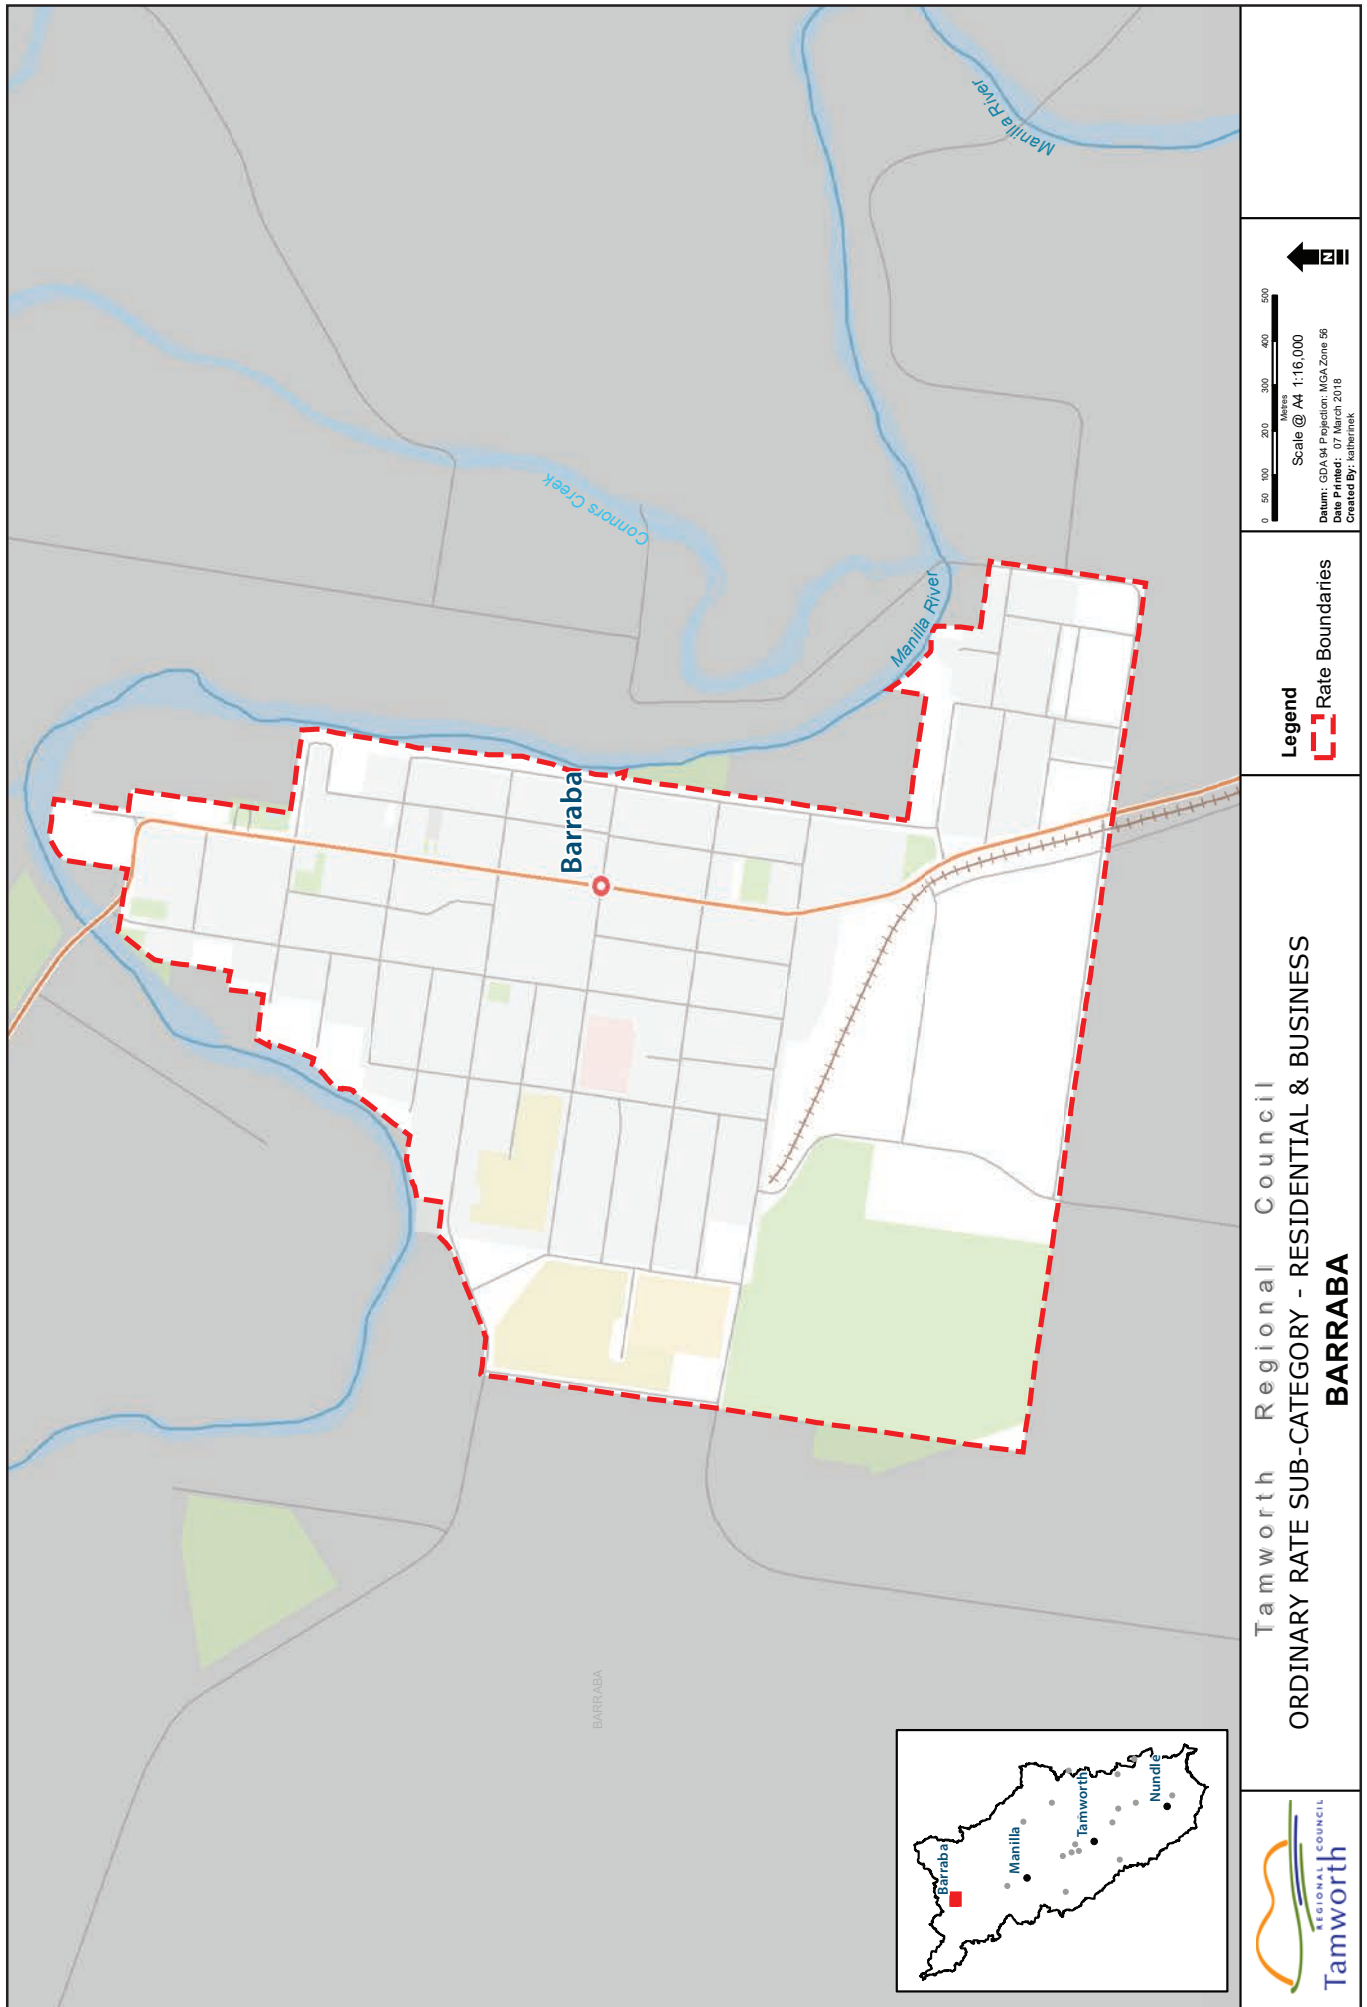 Manilla River
Manilla River
Connors Creek
Manilla River
Barraba
BARRABA
Barraba
Manilla
Tamworth
Nundle
REGIONAL COUNCIL
Tamworth
Tamworth Regional Council
ORDINARY RATE SUB-CATEGORY - RESIDENTIAL & BUSINESS
BARRABA
Legend
Rate Boundaries
0 50 100 200 300 400 500
Metres
Scale @ A4 1:16,000
Datum: GDA 94 Projection: MGA Zone 56
Date Printed: 07 March 2018
Created By: katherinek
N